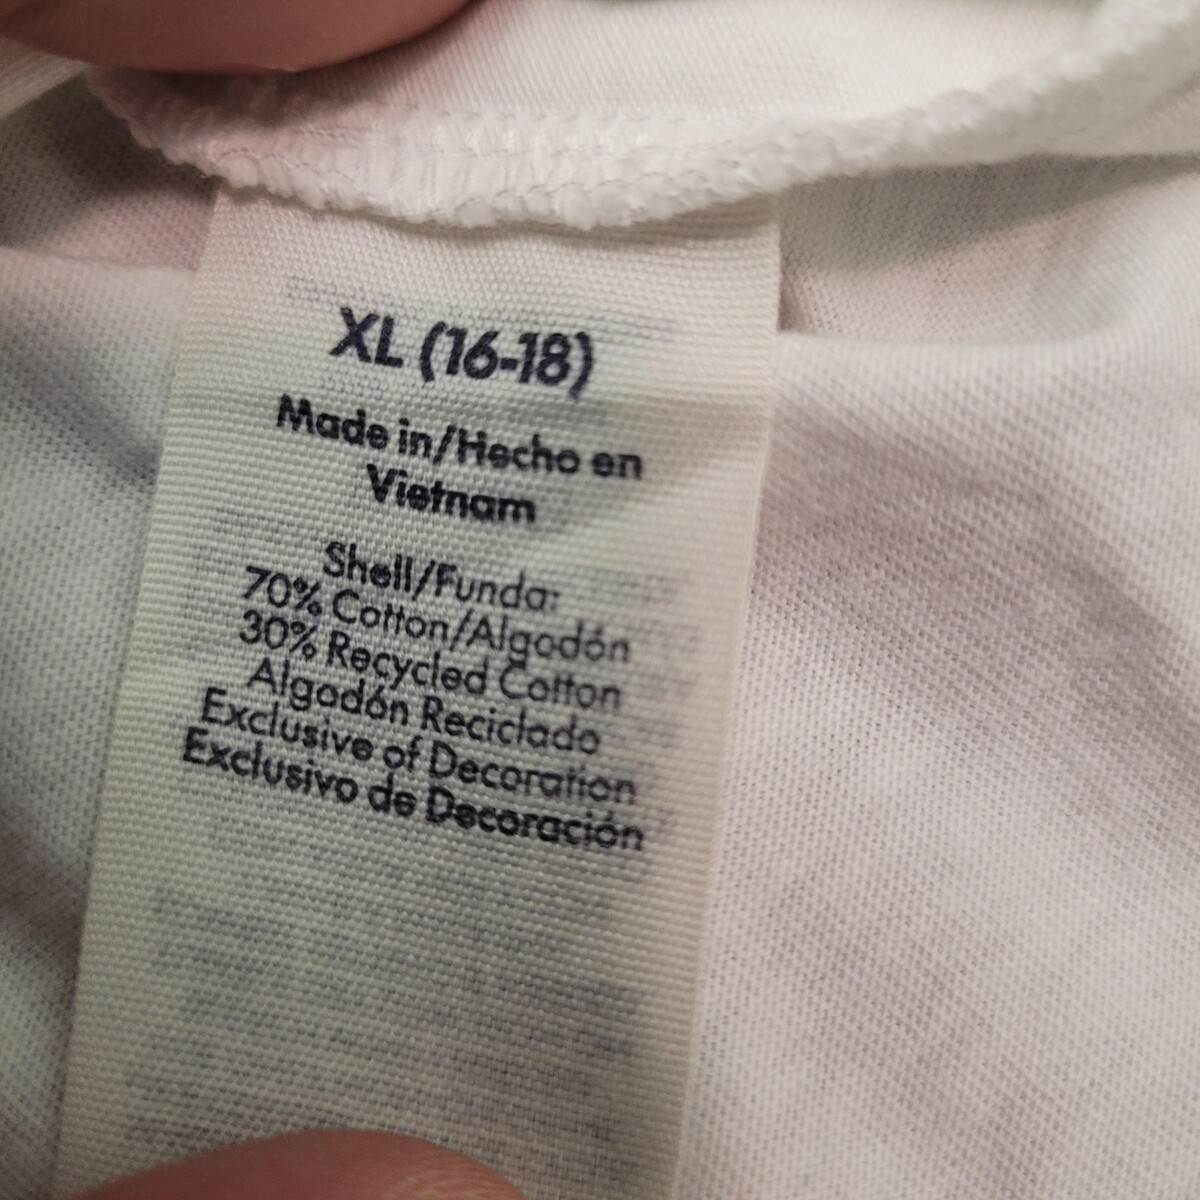 XL (16-18)
Made in/Hecho en
Vietnam
Shell/Funda:
70% Cotton/Algodón
30% Recycled Cotton
Algodón Reciclado
Exclusive of Decoration
Exclusivo de Decoración